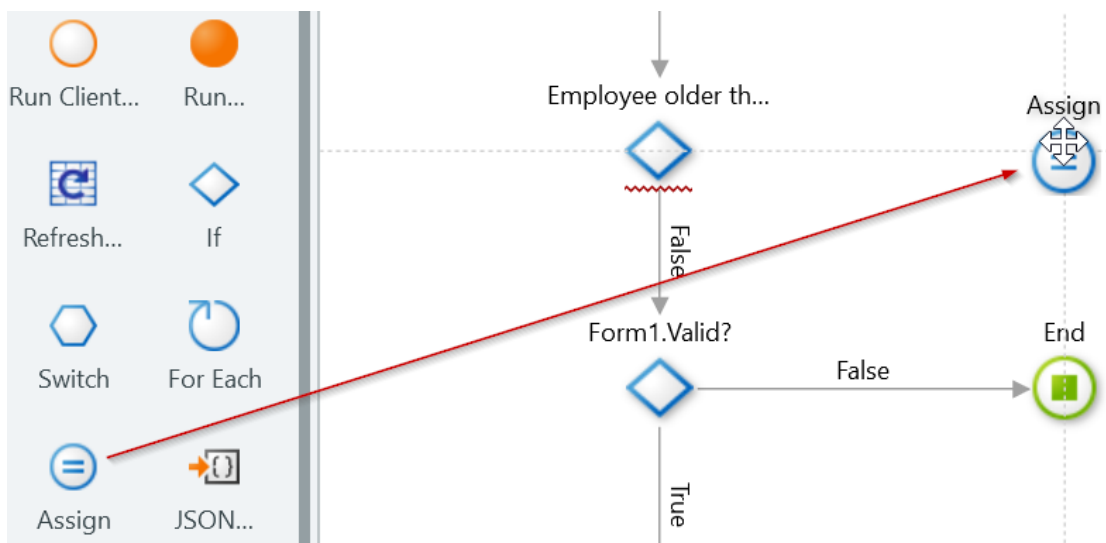 Run Client...
Run...
Refresh...
If
Switch
For Each
Assign
JSON...
Employee older th...
Assign
False
Form1.Valid?
False
End
True